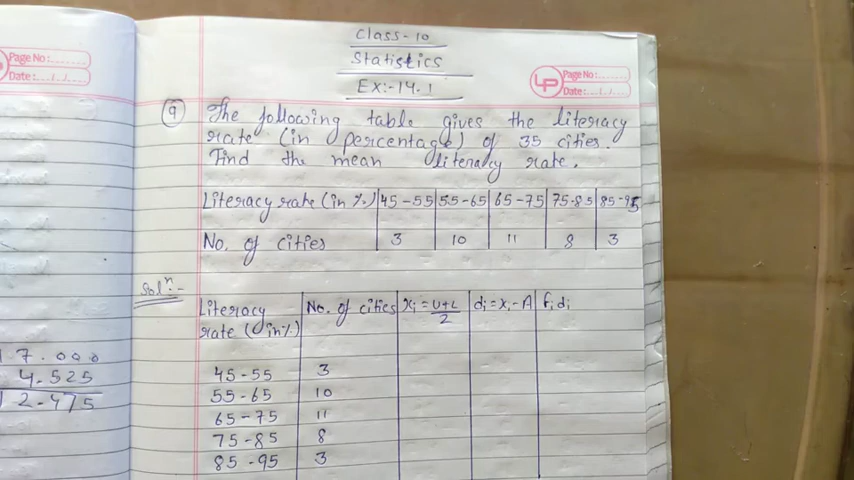 Class-10
Statistics
Ex:-14.1
Page No:
Date:
LP
Page No:
Date:
9 The following table gives the literacy
rate (in percentage) of 35 cities.
Find the mean literacy rate.
Literacy rate (in %) 45-55 55-65 65-75 75-85 85-95
No. of cities 3 10 11 8 3
Solⁿ:-
Literacy No. of cities xi = U+L/2 di = xi - A fidi
rate (in %)
45-55 3
55-65 10
65-75 11
75-85 8
85-95 3
17.000
4.525
12.475